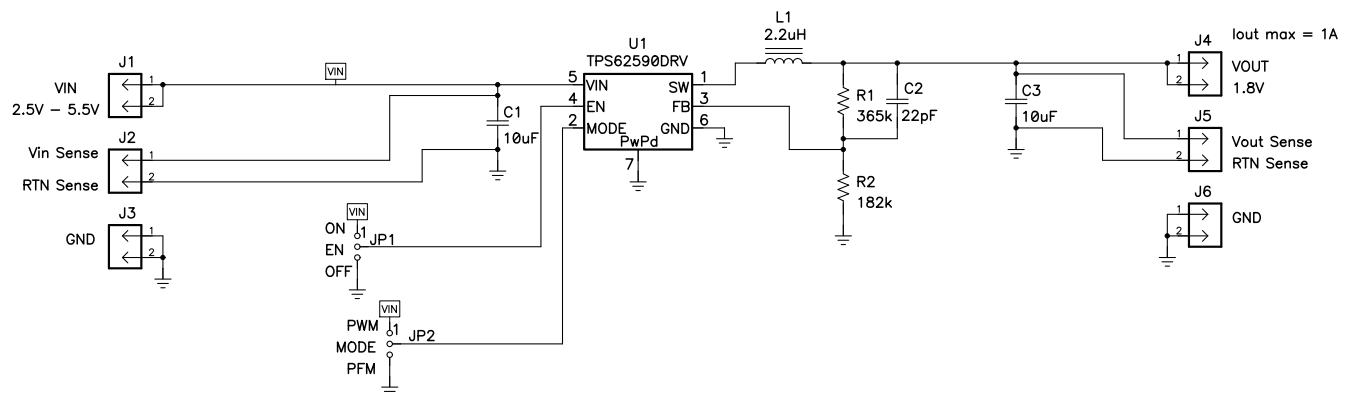 L1
2.2uH
Iout max = 1A
J1
U1
TPS62590DRV
J4
VIN
VIN
2.5V – 5.5V
1
2
5
VIN
SW
1
4
EN
FB
3
2
MODE
GND
6
PwPd
7
C1
10uF
R1
365k
C2
22pF
C3
10uF
1
2
VOUT
1.8V
J2
Vin Sense
RTN Sense
1
2
J5
1
2
Vout Sense
RTN Sense
R2
182k
J3
GND
1
2
J6
1
2
GND
VIN
ON
1
EN
JP1
OFF
VIN
PWM
1
MODE
JP2
PFM